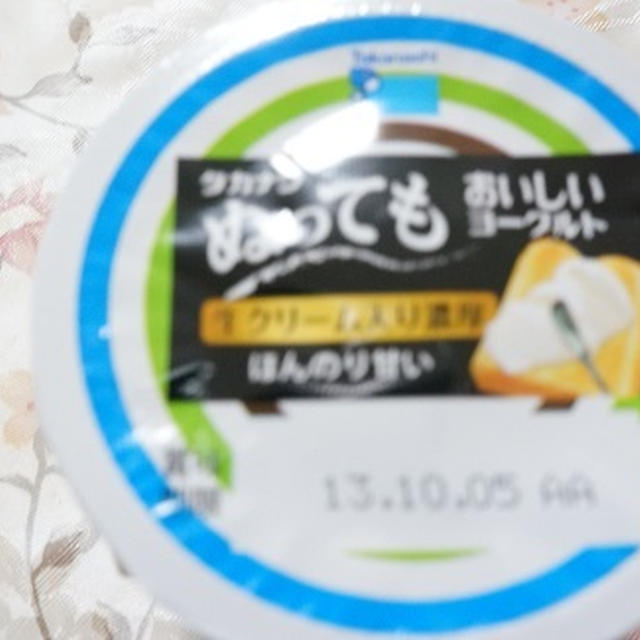 Takanashi
タカナシ
ぬっても
おいしい
ヨーグルト
生クリーム入り濃厚
ほんのり甘い
賞味
期限
13.10.05 AA